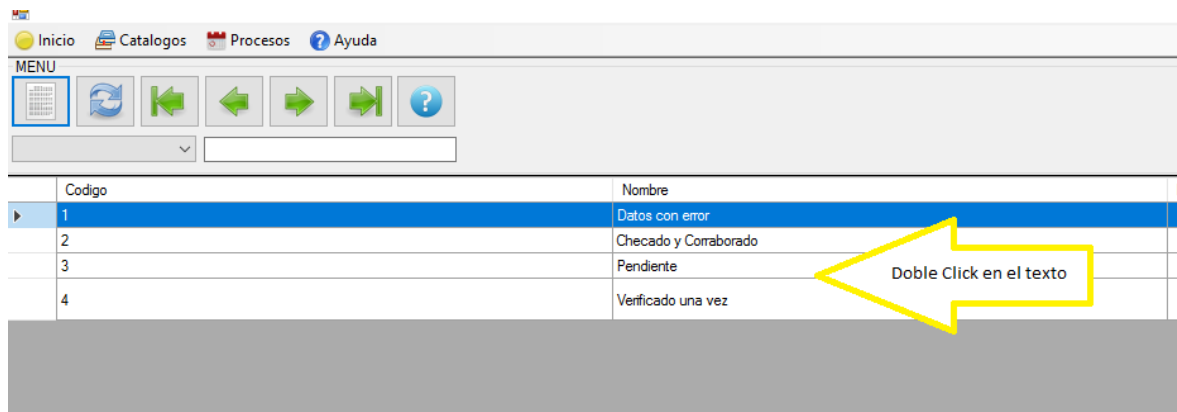 Inicio Catalogos Procesos Ayuda
MENU
Codigo Nombre
1 Datos con error
2 Checado y Corraborado
3 Pendiente
4 Verificado una vez
Doble Click en el texto